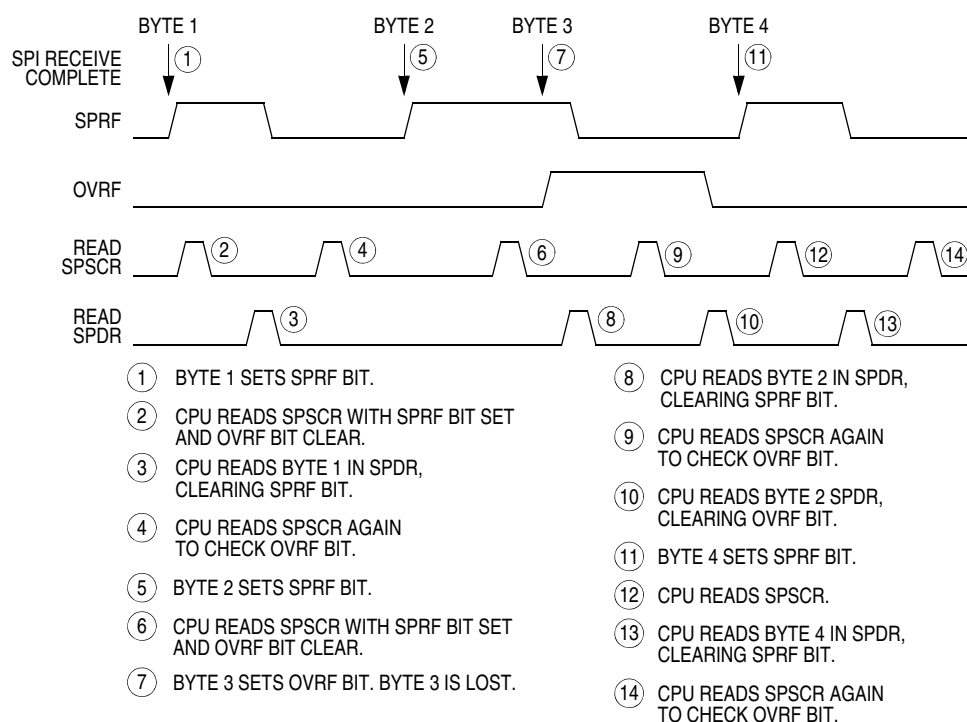 BYTE 1 BYTE 2 BYTE 3 BYTE 4
SPI RECEIVE
COMPLETE
1 5 7 11
SPRF
OVRF
READ
SPSCR
2 4 6 9 12 14
READ
SPDR
3 8 10 13
1 BYTE 1 SETS SPRF BIT.
2 CPU READS SPSCR WITH SPRF BIT SET
AND OVRF BIT CLEAR.
3 CPU READS BYTE 1 IN SPDR,
CLEARING SPRF BIT.
4 CPU READS SPSCR AGAIN
TO CHECK OVRF BIT.
5 BYTE 2 SETS SPRF BIT.
6 CPU READS SPSCR WITH SPRF BIT SET
AND OVRF BIT CLEAR.
7 BYTE 3 SETS OVRF BIT. BYTE 3 IS LOST.
8 CPU READS BYTE 2 IN SPDR,
CLEARING SPRF BIT.
9 CPU READS SPSCR AGAIN
TO CHECK OVRF BIT.
10 CPU READS BYTE 2 SPDR,
CLEARING OVRF BIT.
11 BYTE 4 SETS SPRF BIT.
12 CPU READS SPSCR.
13 CPU READS BYTE 4 IN SPDR,
CLEARING SPRF BIT.
14 CPU READS SPSCR AGAIN
TO CHECK OVRF BIT.